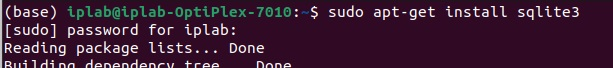 (base) iplab@iplab-OptiPlex-7010:~$ sudo apt-get install sqlite3
[sudo] password for iplab:
Reading package lists... Done
Building dependency tree... Done